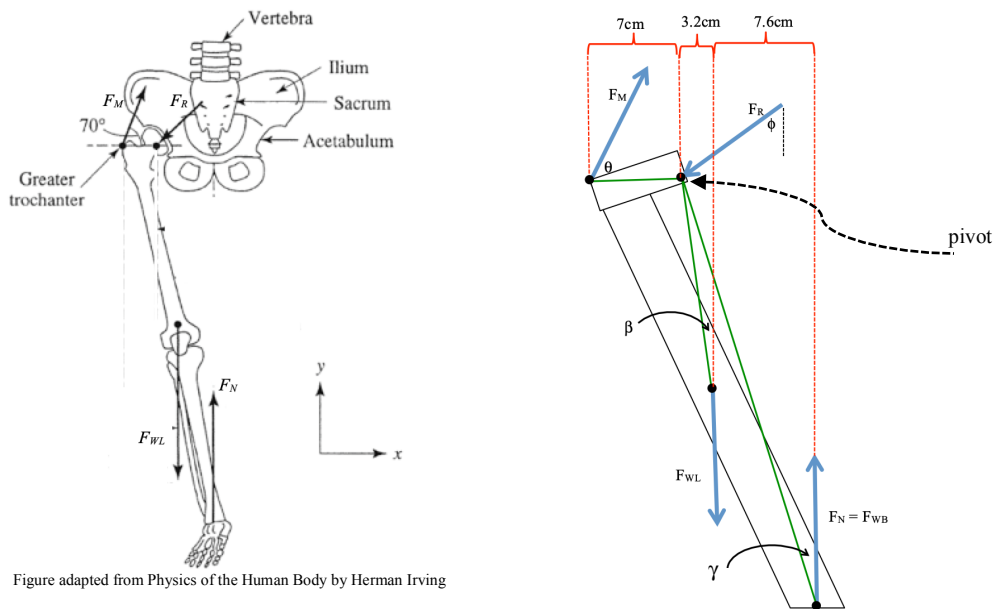 Vertebra
Ilium
Sacrum
Acetabulum
F_M
F_R
70°
Greater
trochanter
F_N
F_WL
y
x
Figure adapted from Physics of the Human Body by Herman Irving
7cm
3.2cm
7.6cm
F_M
F_R
ϕ
θ
pivot
β
F_WL
F_N = F_WB
γ